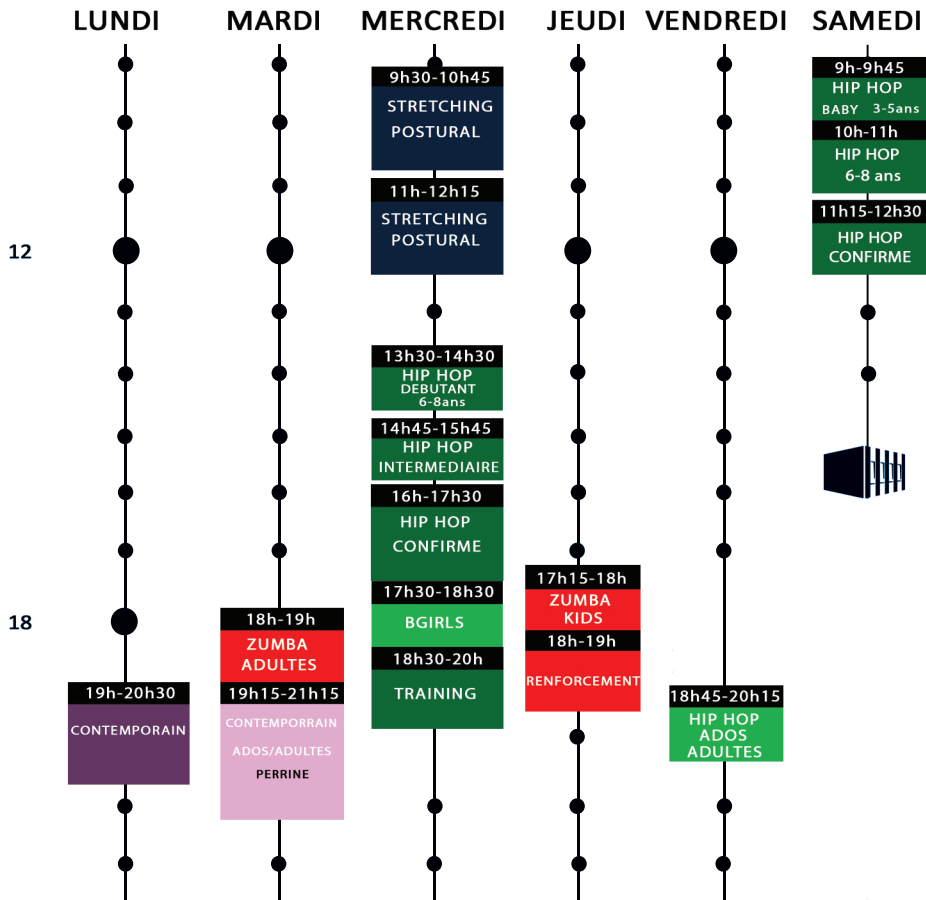 LUNDI
MARDI
MERCREDI
JEUDI
VENDREDI
SAMEDI
12
18
19h-20h30
CONTEMPORAIN
18h-19h
ZUMBA
ADULTES
19h15-21h15
CONTEMPORRAIN
ADOS/ADULTES
PERRINE
9h30-10h45
STRETCHING
POSTURAL
11h-12h15
STRETCHING
POSTURAL
13h30-14h30
HIP HOP
DEBUTANT
6-8ans
14h45-15h45
HIP HOP
INTERMEDIAIRE
16h-17h30
HIP HOP
CONFIRME
17h30-18h30
BGIRLS
18h30-20h
TRAINING
17h15-18h
ZUMBA
KIDS
18h-19h
RENFORCEMENT
18h45-20h15
HIP HOP
ADOS
ADULTES
9h-9h45
HIP HOP
BABY 3-5ans
10h-11h
HIP HOP
6-8 ans
11h15-12h30
HIP HOP
CONFIRME